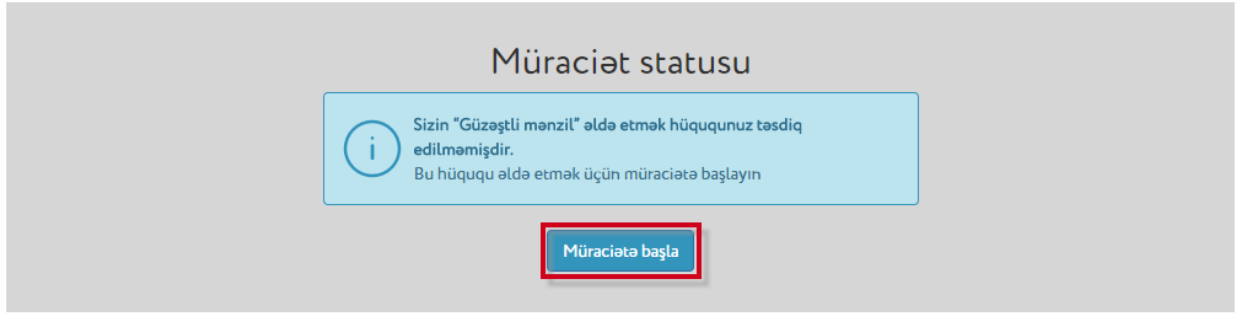 Müraciət statusu
Sizin "Güzəştli mənzil" əldə etmək hüququnuz təsdiq
edilməmişdir.
Bu hüququ əldə etmək üçün müraciətə başlayın
Müraciətə başla